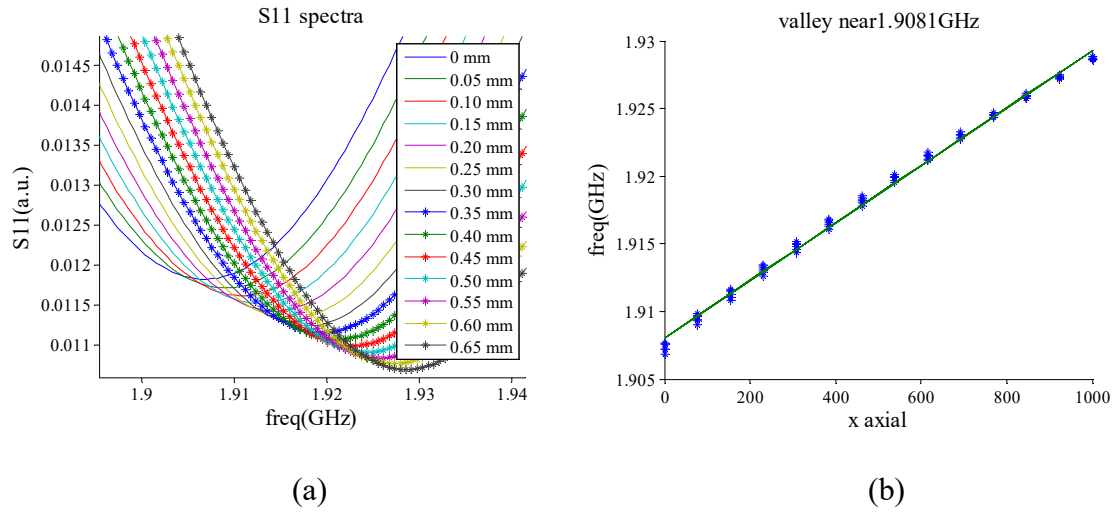 S11 spectra
S11(a.u.)
0.0145
0.014
0.0135
0.013
0.0125
0.012
0.0115
0.011
1.9
1.91
1.92
1.93
1.94
freq(GHz)
0 mm
0.05 mm
0.10 mm
0.15 mm
0.20 mm
0.25 mm
0.30 mm
0.35 mm
0.40 mm
0.45 mm
0.50 mm
0.55 mm
0.60 mm
0.65 mm
(a)
valley near1.9081GHz
freq(GHz)
1.93
1.925
1.92
1.915
1.91
1.905
0
200
400
600
800
1000
x axial
(b)